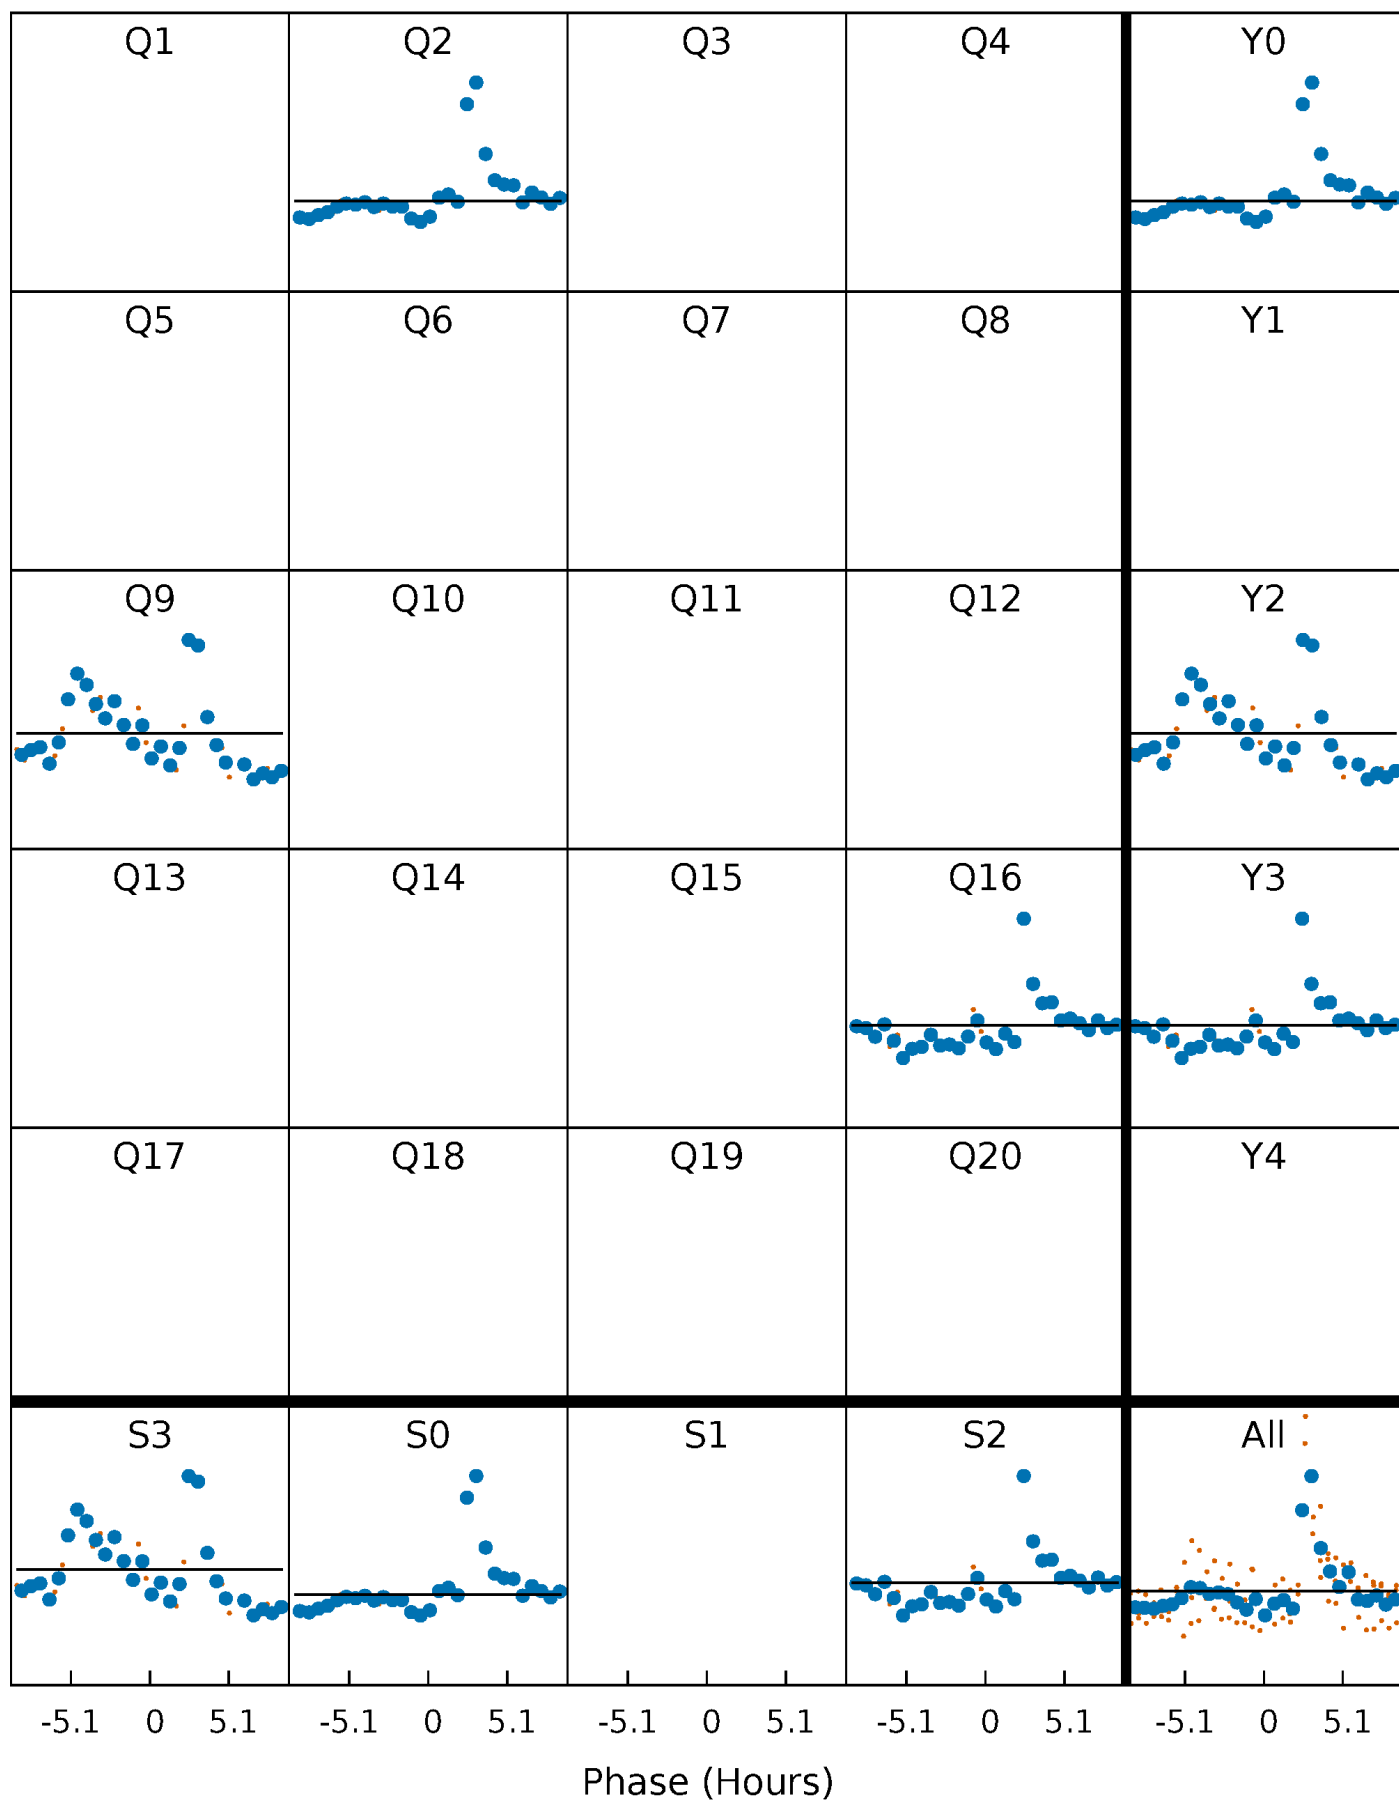 Q1 Q2 Q3 Q4 Y0
Q5 Q6 Q7 Q8 Y1
Q9 Q10 Q11 Q12 Y2
Q13 Q14 Q15 Q16 Y3
Q17 Q18 Q19 Q20 Y4
S3 S0 S1 S2 All
-5.1 0 5.1 -5.1 0 5.1 -5.1 0 5.1 -5.1 0 5.1 -5.1 0 5.1
Phase (Hours)